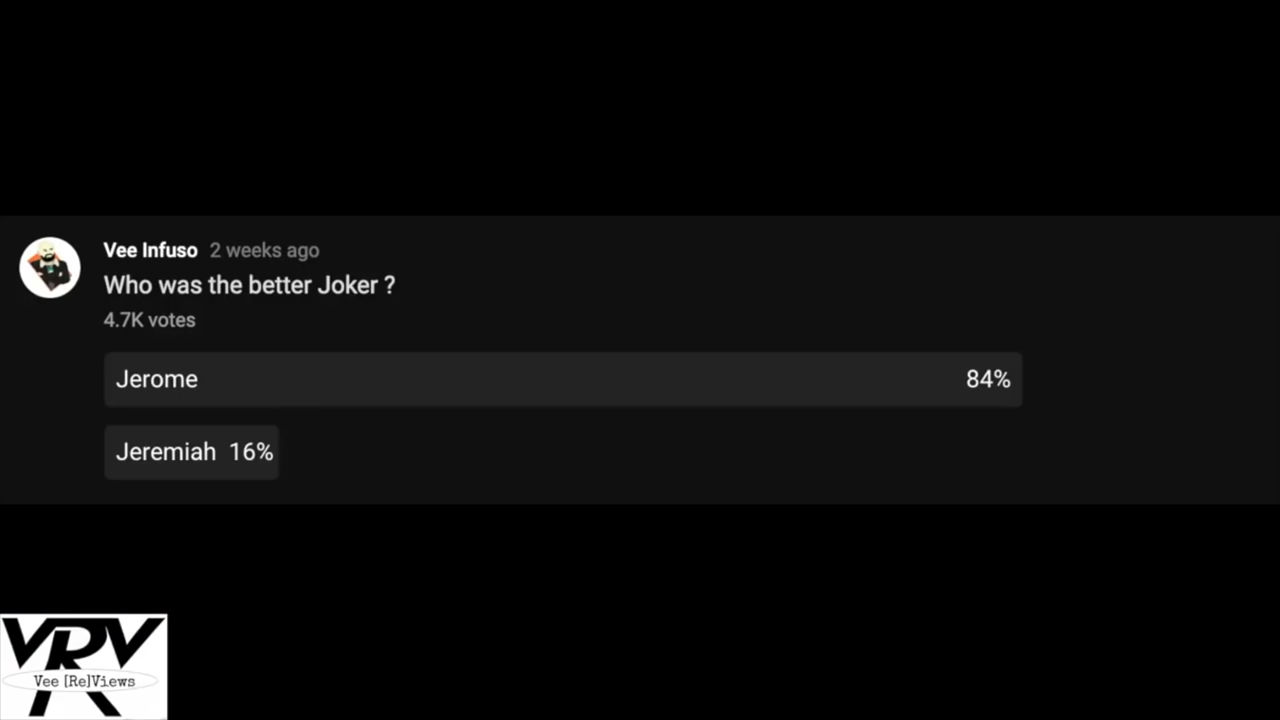 Vee Infuso 2 weeks ago
Who was the better Joker ?
4.7K votes
Jerome 84%
Jeremiah 16%
VRV
Vee [Re]Views